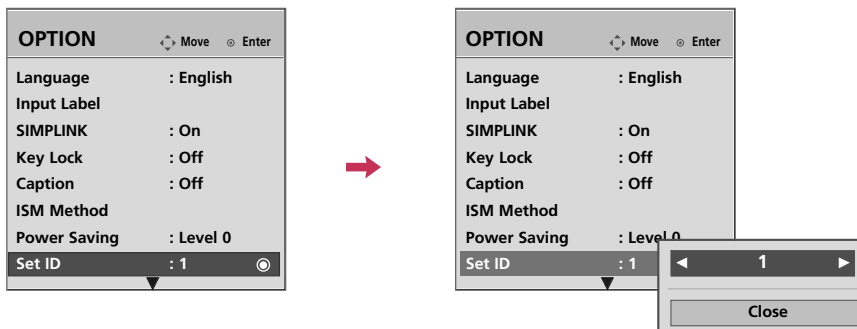 OPTION Move Enter
Language : English
Input Label
SIMPLINK : On
Key Lock : Off
Caption : Off
ISM Method
Power Saving : Level 0
Set ID : 1
OPTION Move Enter
Language : English
Input Label
SIMPLINK : On
Key Lock : Off
Caption : Off
ISM Method
Power Saving : Level 0
Set ID : 1
1
Close